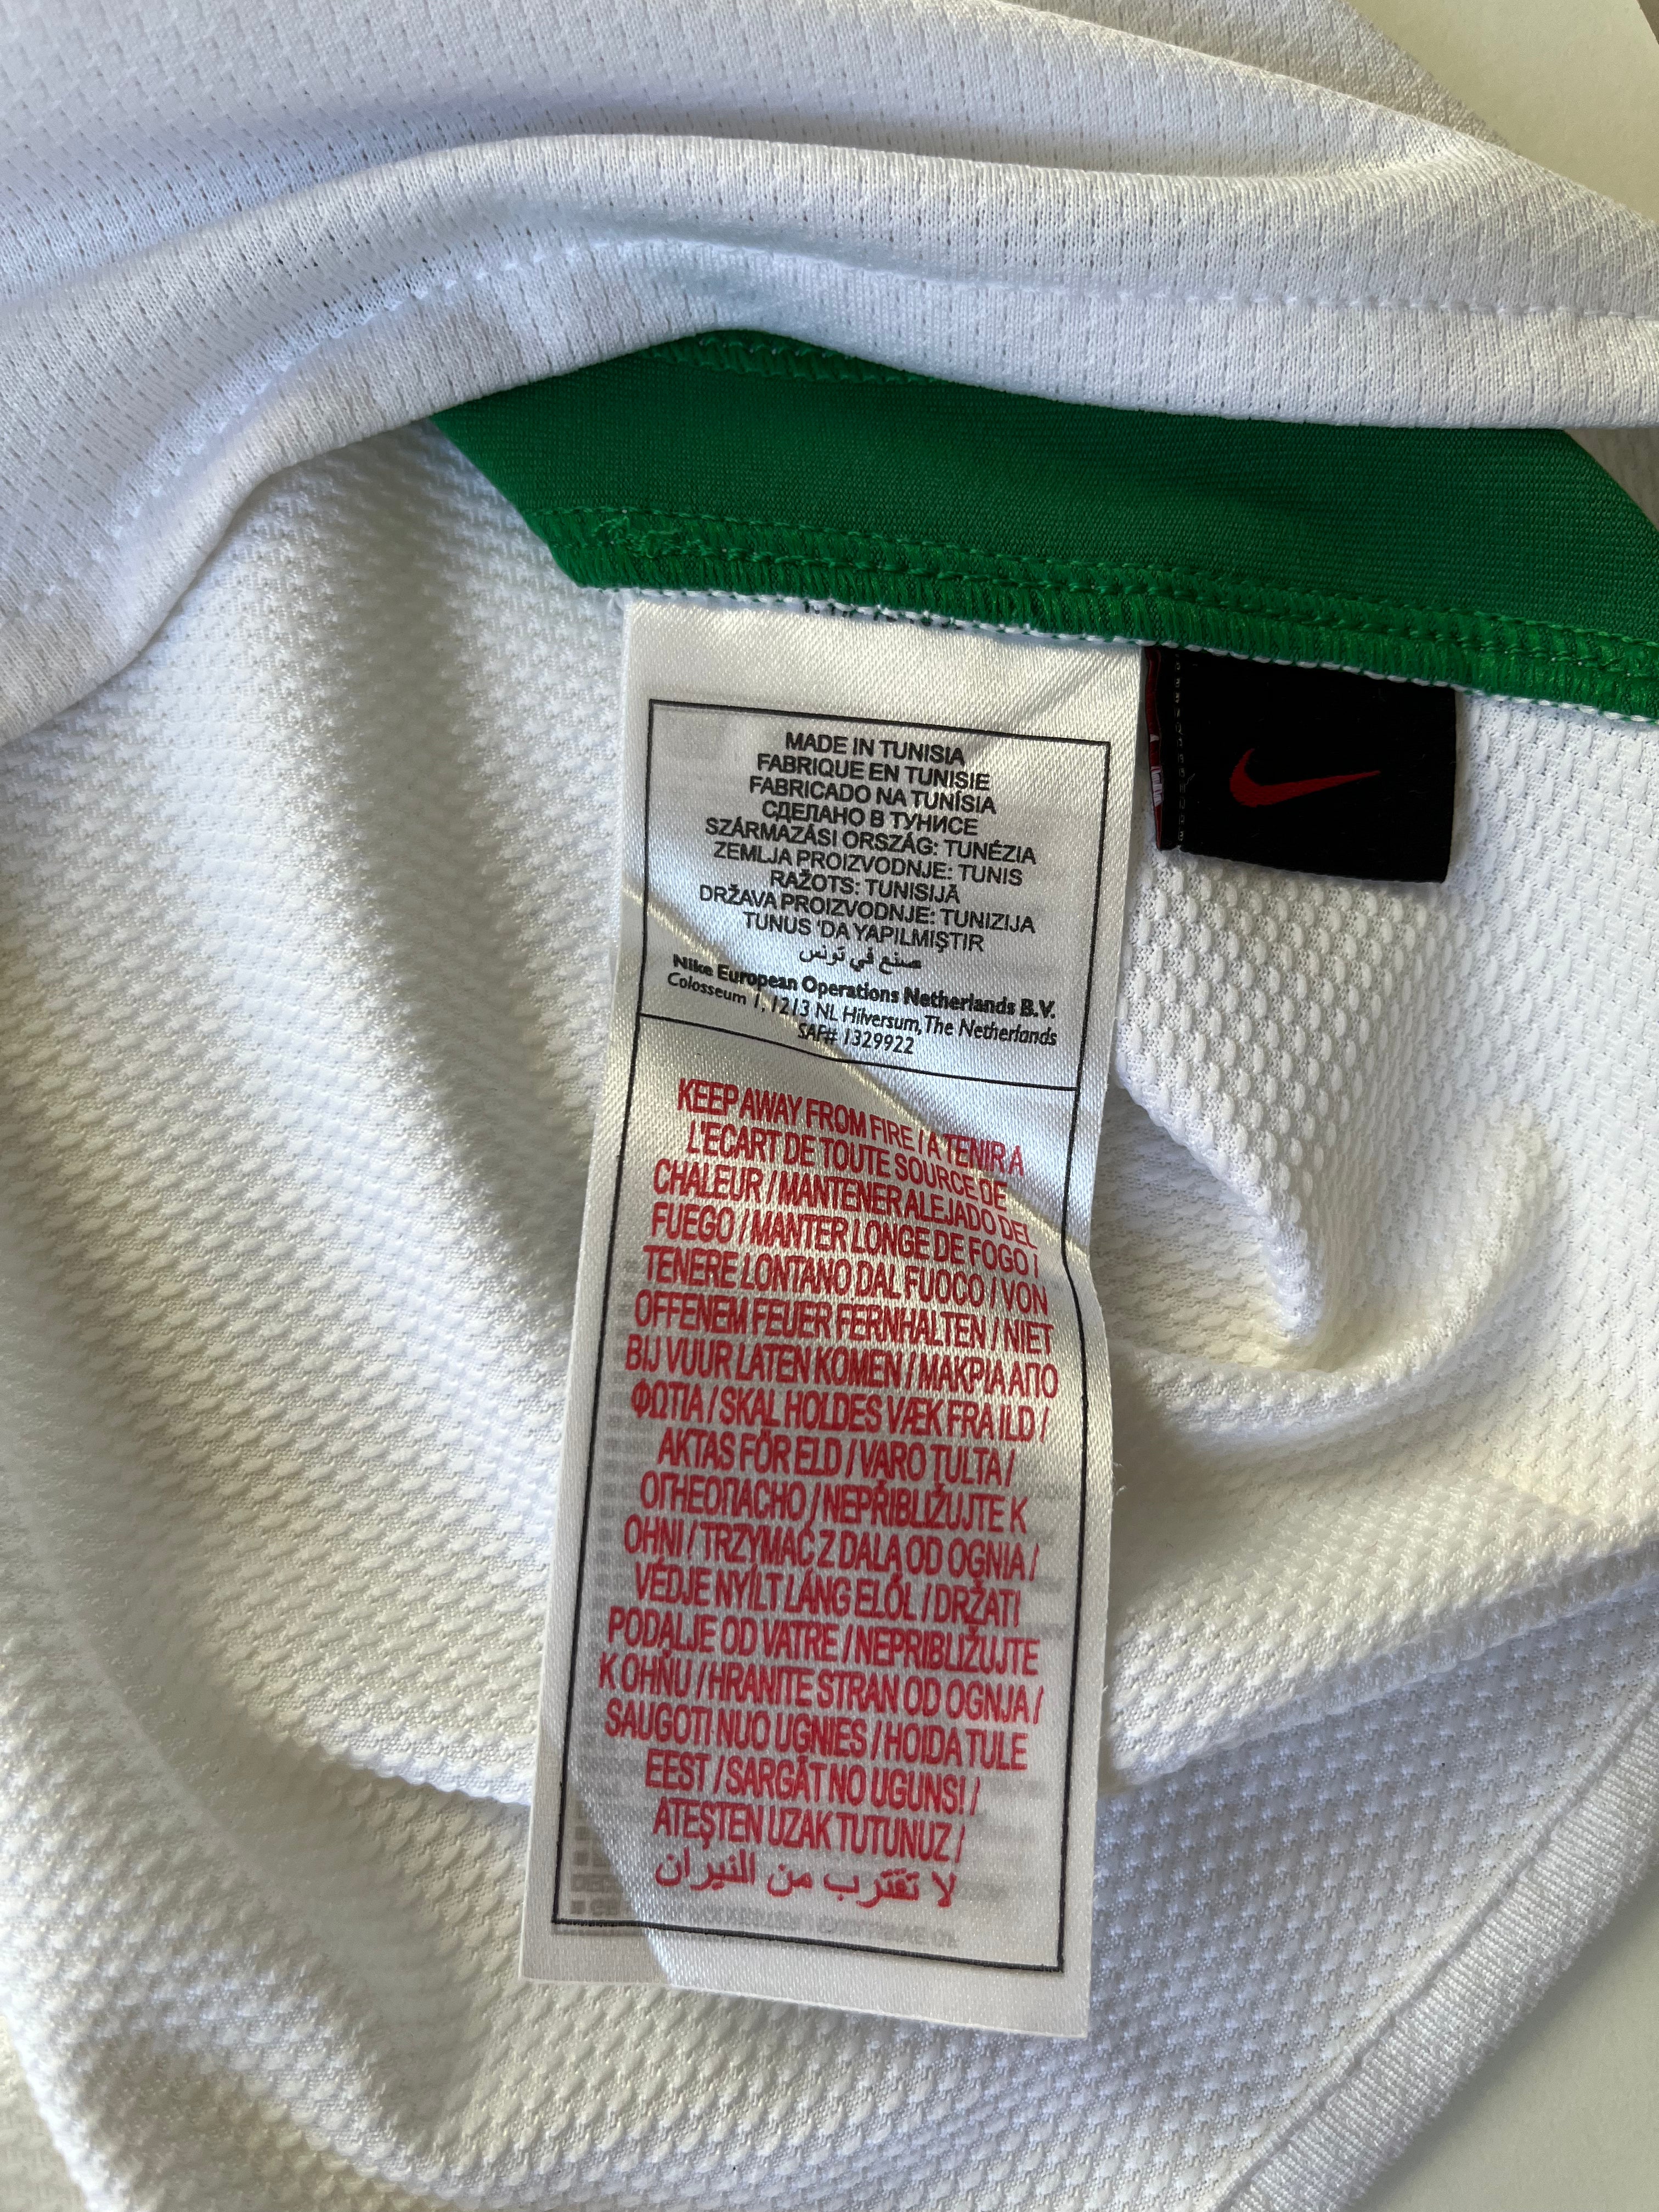 MADE IN TUNISIA
FABRIQUE EN TUNISIE
FABRICADO NA TUNÍSIA
СДЕЛАНО В ТУНИСЕ
SZÁRMAZÁSI ORSZÁG: TUNÉZIA
ZEMLJA PROIZVODNJE: TUNIS
RAŽOTS: TUNISIJĀ
DRŽAVA PROIZVODNJE: TUNIZIJA
TUNUS 'DA YAPILMIŞTIR
صنع في تونس
Nike European Operations Netherlands B.V.
Colosseum 1, 1213 NL Hilversum, The Netherlands
SAF# 1329922
KEEP AWAY FROM FIRE / A TENIR A
L'ECART DE TOUTE SOURCE DE
CHALEUR / MANTENER ALEJADO DEL
FUEGO / MANTER LONGE DE FOGO /
TENERE LONTANO DAL FUOCO / VON
OFFENEM FEUER FERNHALTEN / NIET
BIJ VUUR LATEN KOMEN / ΜΑΚΡΙΑ ΑΠΟ
ΦΩΤΙΑ / SKAL HOLDES VÆK FRA ILD /
AKTAS FÖR ELD / VARO TULTA /
ОГНЕОПАСНО / NEPŘIBLIŽUJTE K
OHNI / TRZYMAĆ Z DALA OD OGNIA /
VÉDJE NYÍLT LÁNG ELŐL / DRŽATI
PODALJE OD VATRE / NEPRIBLIŽUJTE
K OHŇU / HRANITE STRAN OD OGNJA /
SAUGOTI NUO UGNIES / HOIDA TULE
EEST / SARGĀT NO UGUNS! /
ATEŞTEN UZAK TUTUNUZ /
لا تقترب من النيران